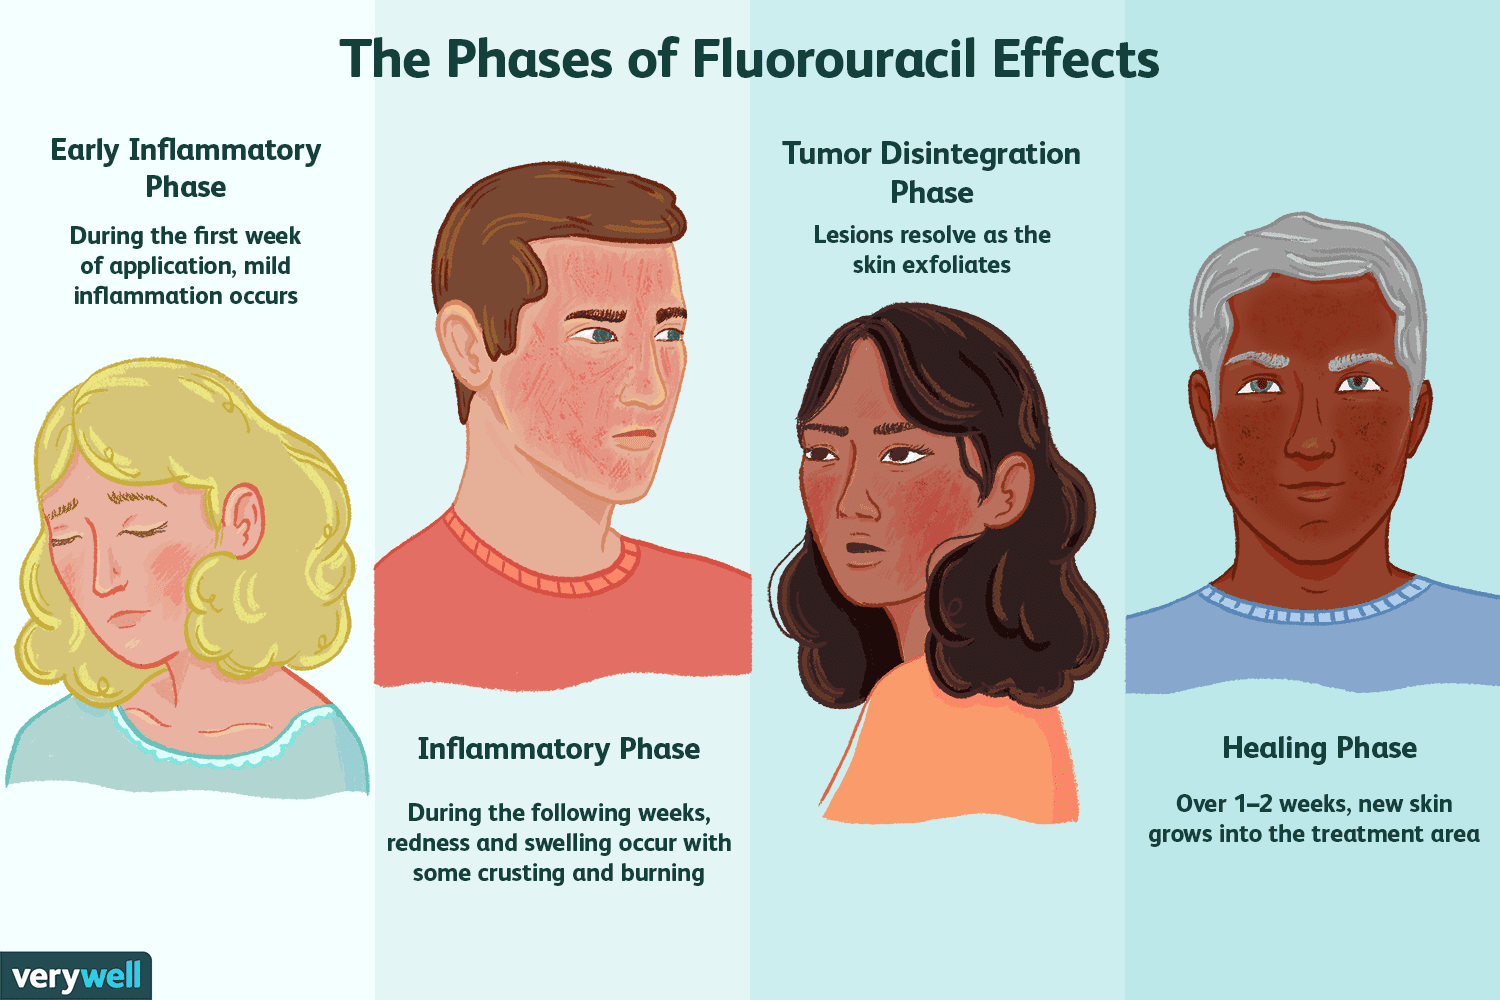 The Phases of Fluorouracil Effects
Early Inflammatory
Phase
During the first week
of application, mild
inflammation occurs
Inflammatory Phase
During the following weeks,
redness and swelling occur with
some crusting and burning
Tumor Disintegration
Phase
Lesions resolve as the
skin exfoliates
Healing Phase
Over 1–2 weeks, new skin
grows into the treatment area
verywell